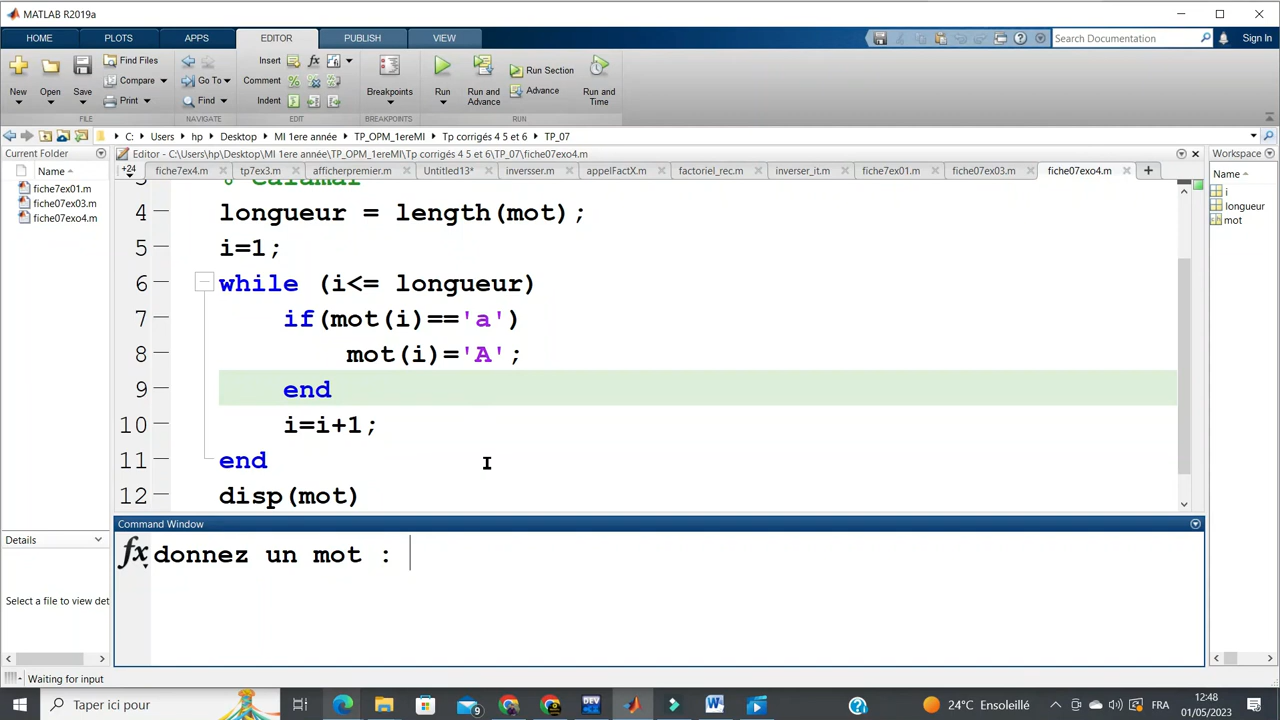 MATLAB R2019a
HOME PLOTS APPS EDITOR PUBLISH VIEW Search Documentation Sign In
New Open Save Find Files Compare Print Go To Find Insert Comment Indent Breakpoints Run Run and Advance Run Section Advance Run and Time
FILE NAVIGATE EDIT BREAKPOINTS RUN
C: Users hp Desktop MI 1ere année TP_OPM_1ereMI Tp corrigés 4 5 et 6 TP_07
Current Folder Editor - C:\Users\hp\Desktop\MI 1ere année\TP_OPM_1ereMI\Tp corrigés 4 5 et 6\TP_07\fiche07exo4.m Workspace
Name +24 fiche7ex4.m tp7ex3.m afficherpremier.m Untitled13* inversser.m appelFactX.m factoriel_rec.m inverser_it.m fiche7ex01.m fiche07ex03.m fiche07exo4.m Name
fiche7ex01.m
fiche07ex03.m
fiche07exo4.m
i
longueur
mot
4 longueur = length(mot);
5 i=1;
6 while (i<= longueur)
7 if(mot(i)=='a')
8 mot(i)='A';
9 end
10 i=i+1;
11 end
12 disp(mot)
Command Window
fx donnez un mot :
Details
Select a file to view det
Waiting for input
Taper ici pour
9
DEV
24°C Ensoleillé
FRA
12:48
01/05/2023